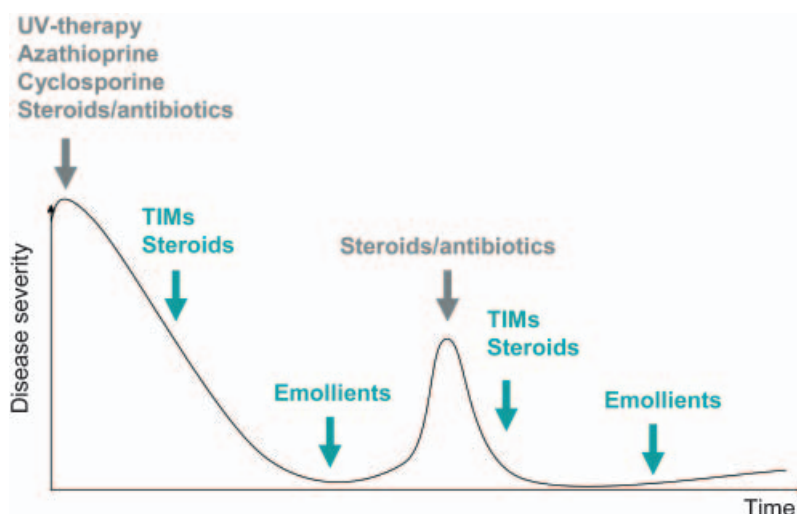 UV-therapy
Azathioprine
Cyclosporine
Steroids/antibiotics
TIMs
Steroids
Steroids/antibiotics
TIMs
Steroids
Emollients
Emollients
Disease severity
Time